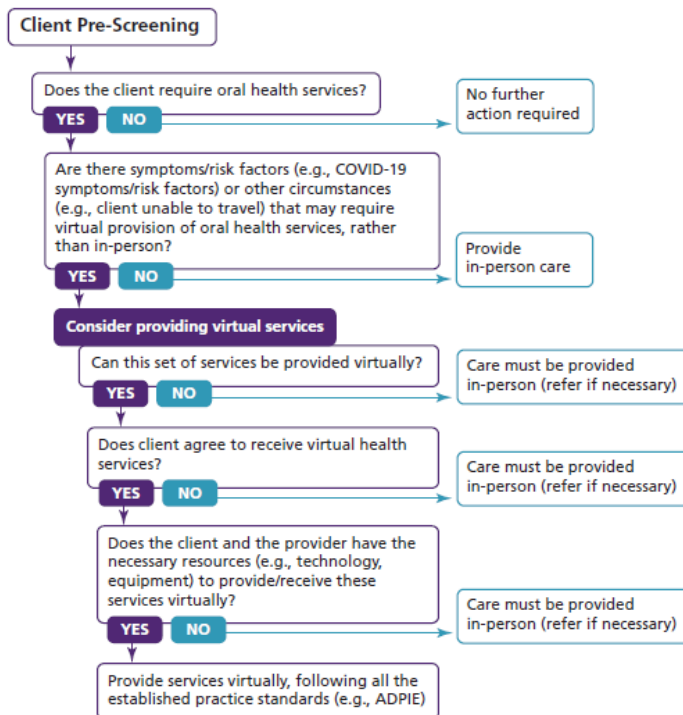 Client Pre-Screening
Does the client require oral health services?
YES NO
No further
action required
Are there symptoms/risk factors (e.g., COVID-19
symptoms/risk factors) or other circumstances
(e.g., client unable to travel) that may require
virtual provision of oral health services, rather
than in-person?
YES NO
Provide
in-person care
Consider providing virtual services
Can this set of services be provided virtually?
YES NO
Care must be provided
in-person (refer if necessary)
Does client agree to receive virtual health
services?
YES NO
Care must be provided
in-person (refer if necessary)
Does the client and the provider have the
necessary resources (e.g., technology,
equipment) to provide/receive these
services virtually?
YES NO
Care must be provided
in-person (refer if necessary)
Provide services virtually, following all the
established practice standards (e.g., ADPIE)